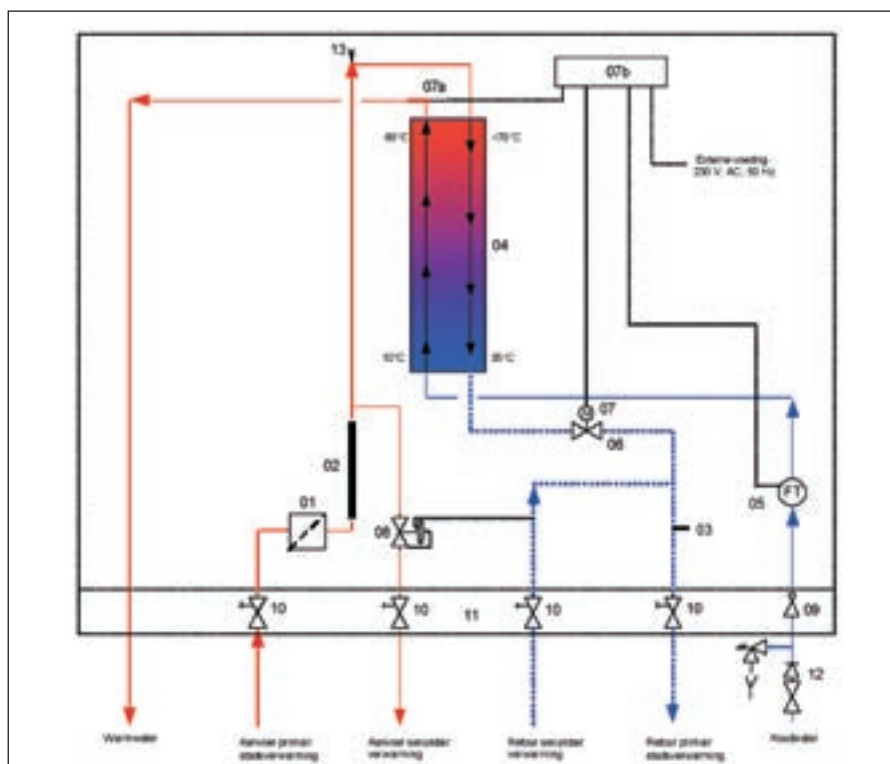 13
07a
07b
60°C
<70°C
Externe voeding
230 V, AC, 50 Hz
04
10°C
07
06
02
01
05
FT
08
03
10
10
11
10
10
09
12
Warmwater
Aanvoer primair
stadsverwarming
Aanvoer secundair
verwarming
Retour secundair
verwarming
Retour primair
stadsverwarming
Koudwater